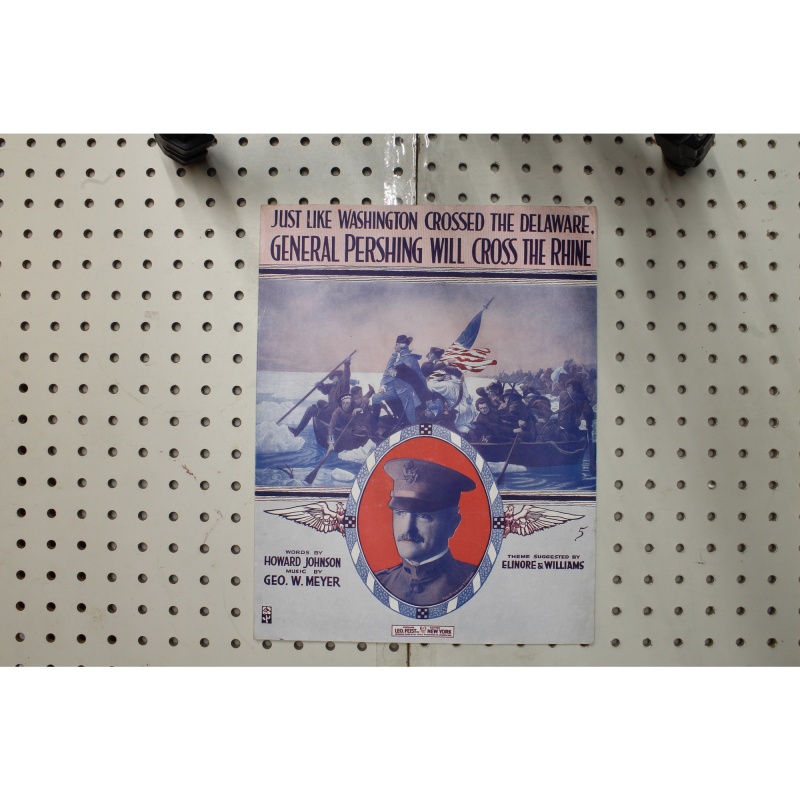 JUST LIKE WASHINGTON CROSSED THE DELAWARE,
GENERAL PERSHING WILL CROSS THE RHINE
5
WORDS BY
HOWARD JOHNSON
MUSIC BY
GEO. W. MEYER
THEME SUGGESTED BY
ELINORE & WILLIAMS
LEO. FEIST NEW YORK